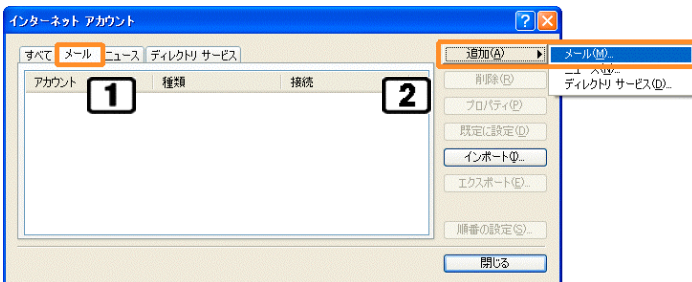 インターネット アカウント
すべて メール ニュース ディレクトリ サービス
アカウント 種類 接続
1
2
追加(A)
削除(R)
プロパティ(P)
既定に設定(D)
インポート(I)...
エクスポート(E)...
順番の設定(S)...
閉じる
メール(M)...
ニュース(N)...
ディレクトリ サービス(D)...